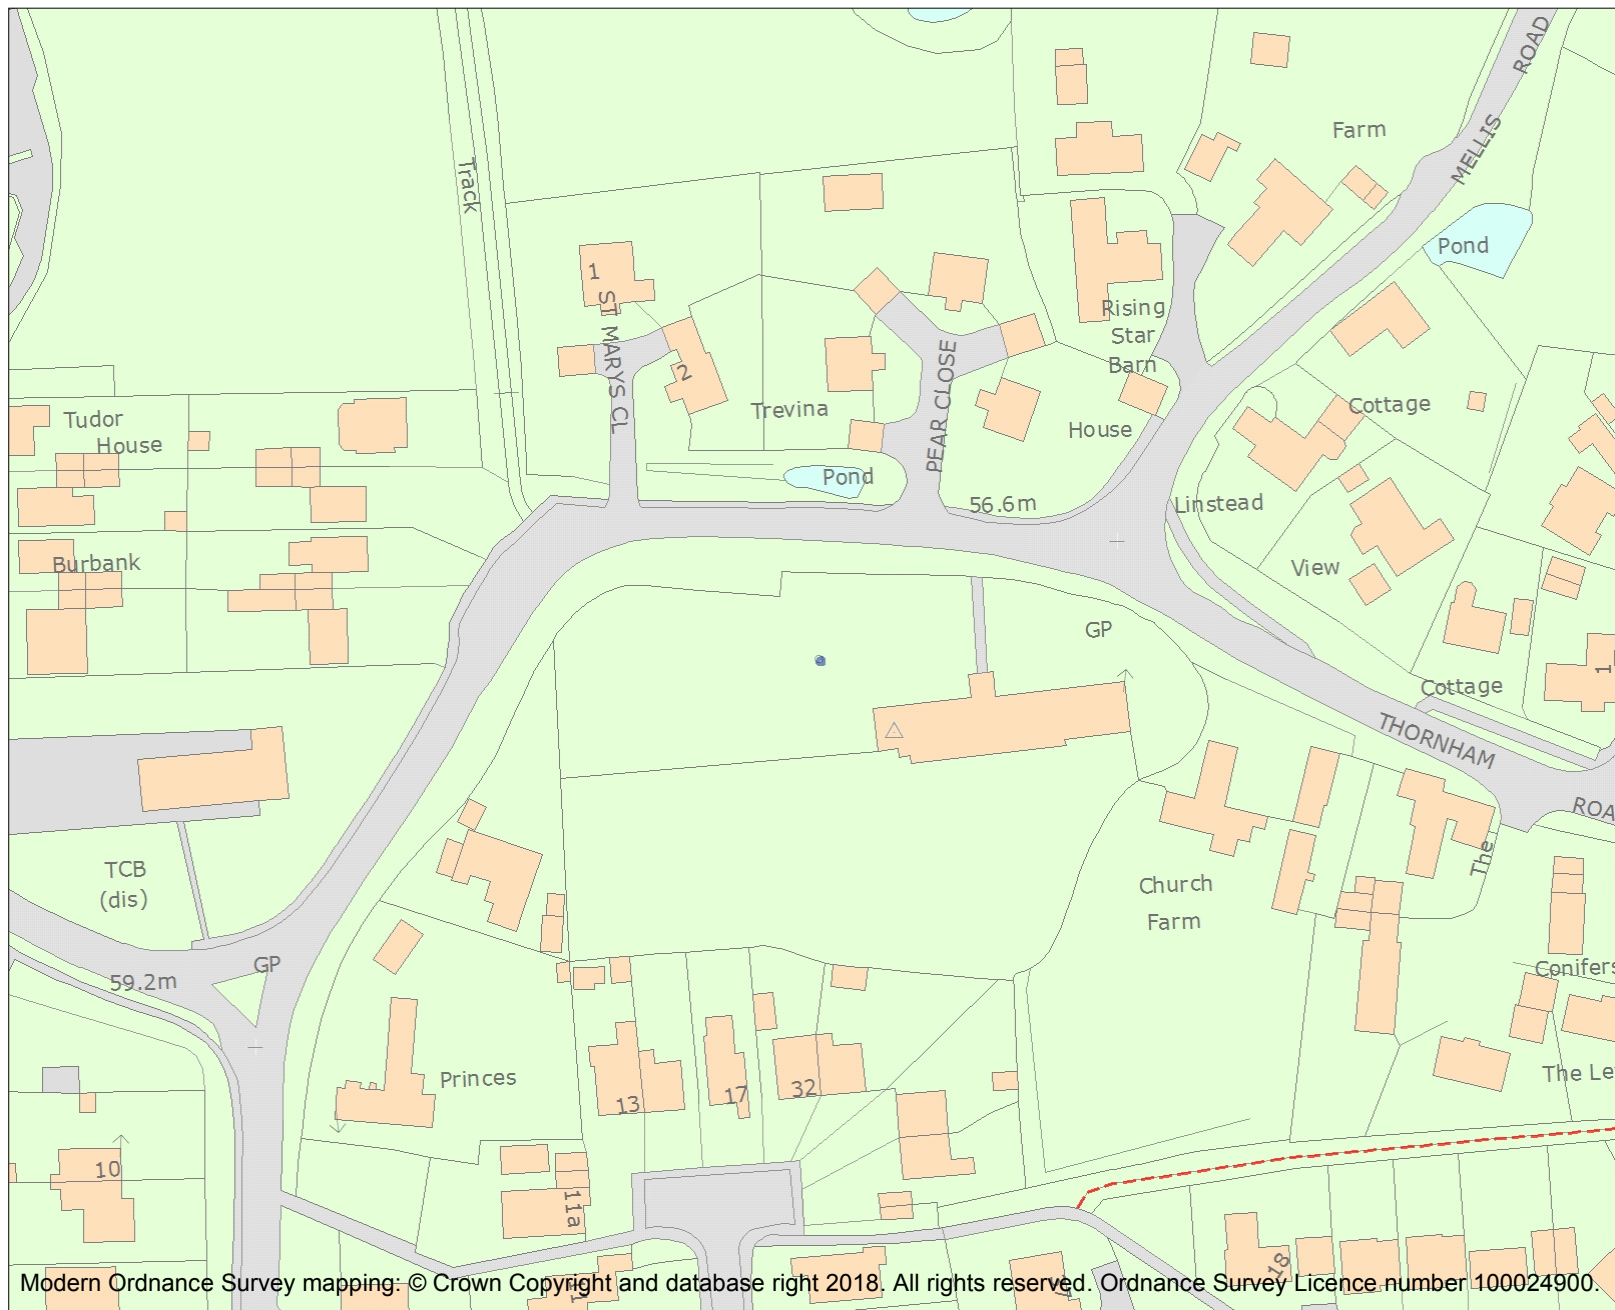 ROAD
MELLIS
Farm
Track
Pond
1
ST MARYS CL
2
Rising
Star
Barn
PEAR CLOSE
Trevina
Cottage
Tudor
House
House
Pond
56.6m
Linstead
Burbank
View
GP
1
Cottage
THORNHAM
ROA
The
TCB
(dis)
Church
Farm
GP
59.2m
Conifers
Princes
13
17
32
The Le
10
11a
18
Modern Ordnance Survey mapping: © Crown Copyright and database right 2018. All rights reserved. Ordnance Survey Licence number 100024900.